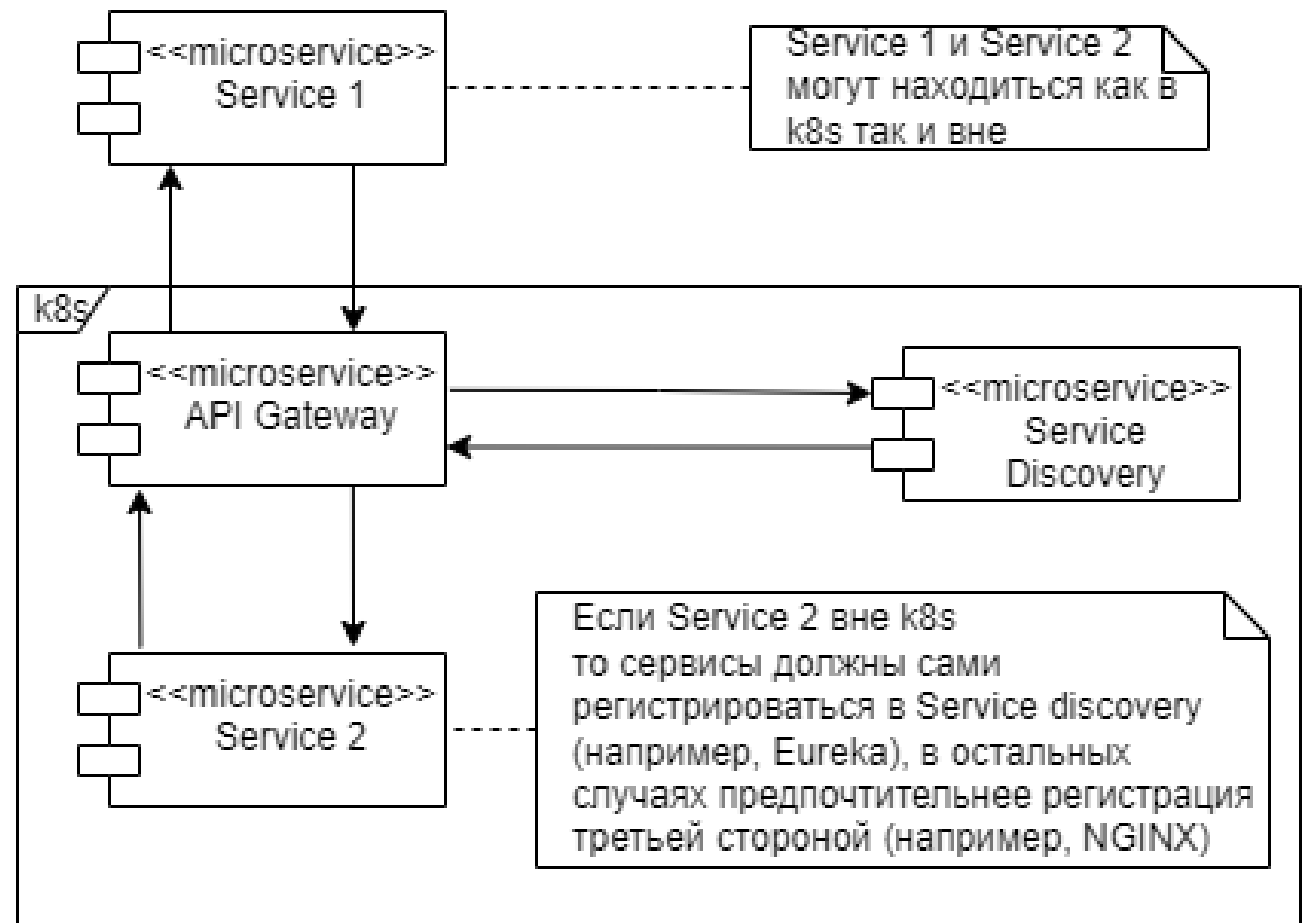 <<microservice>>
Service 1
Service 1 и Service 2
могут находиться как в
k8s так и вне
k8s
<<microservice>>
API Gateway
<<microservice>>
Service
Discovery
<<microservice>>
Service 2
Если Service 2 вне k8s
то сервисы должны сами
регистрироваться в Service discovery
(например, Eureka), в остальных
случаях предпочтительнее регистрация
третьей стороной (например, NGINX)